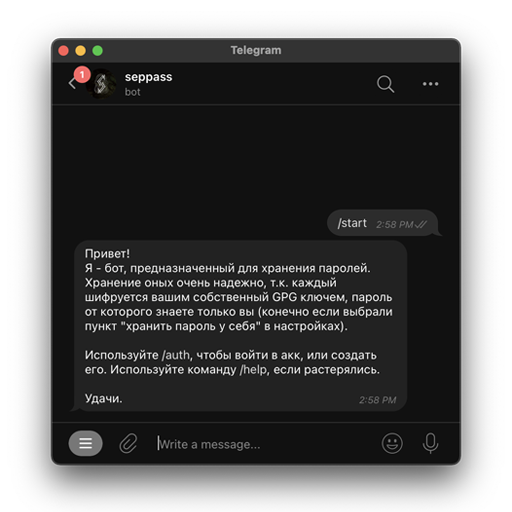 Telegram
1
seppass
bot
/start 2:58 PM
Привет!
Я - бот, предназначенный для хранения паролей.
Хранение оных очень надежно, т.к. каждый
шифруется вашим собственный GPG ключем, пароль
от которого знаете только вы (конечно если выбрали
пункт "хранить пароль у себя" в настройках).
Используйте /auth, чтобы войти в акк, или создать
его. Используйте команду /help, если растерялись.
Удачи. 2:58 PM
Write a message...